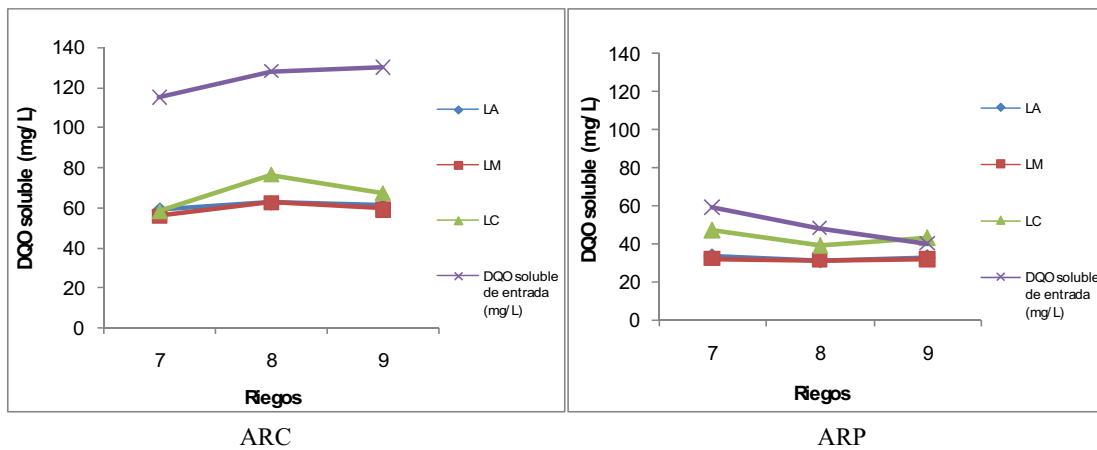 140
120
100
80
60
40
20
0
DQO soluble (mg/L)
7 8 9
Riegos
LA
LM
LC
DQO soluble
de entrada
(mg/L)
ARC
140
120
100
80
60
40
20
0
DQO soluble (mg/L)
7 8 9
Riegos
LA
LM
LC
DQO soluble
de entrada
(mg/L)
ARP